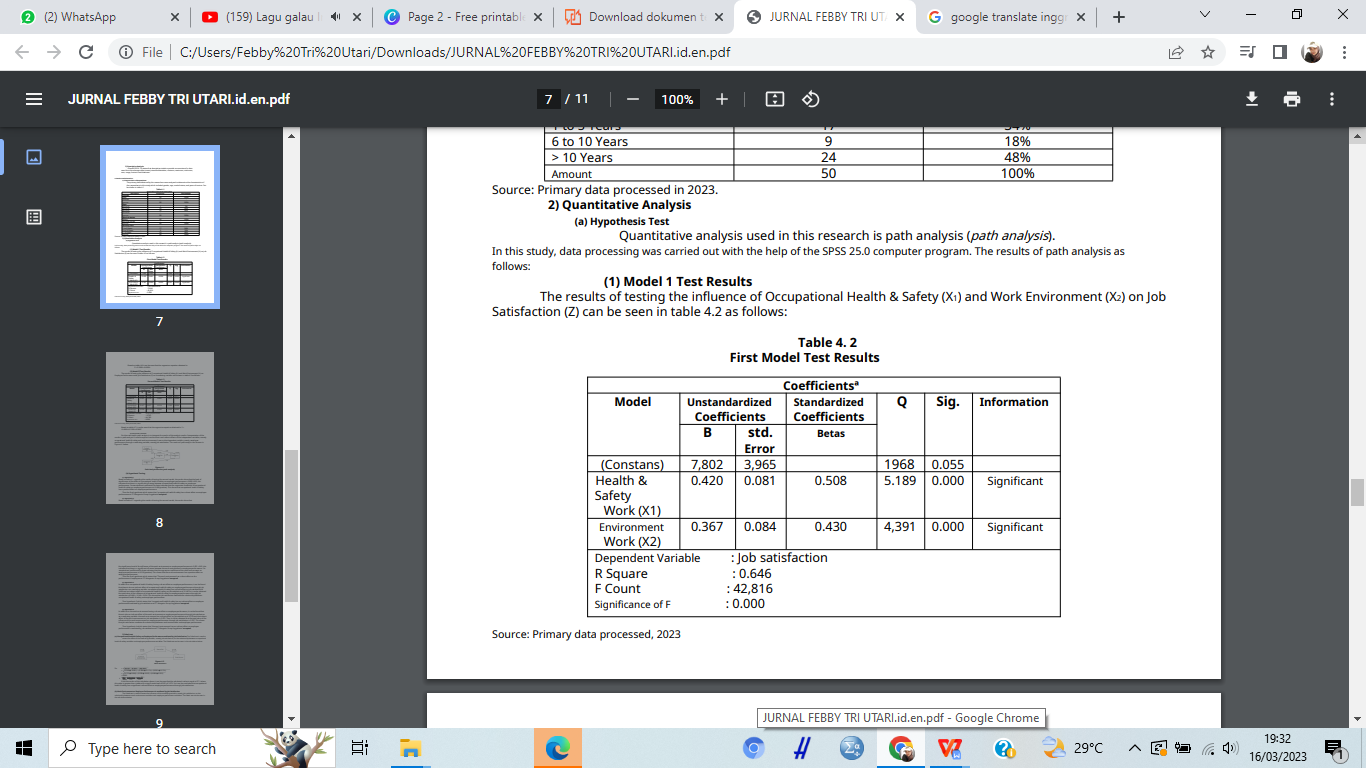 (2) WhatsApp
(159) Lagu galau
Page 2 - Free printabl
Download dokumen t
JURNAL FEBBY TRI UT
google translate ingg
File C:/Users/Febby%20Tri%20Utari/Downloads/JURNAL%20FEBBY%20TRI%20UTARI.id.en.pdf
JURNAL FEBBY TRI UTARI.id.en.pdf
7 / 11
100%
7
8
9
1 to 5 Years 17 34%
6 to 10 Years 9 18%
> 10 Years 24 48%
Amount 50 100%
Source: Primary data processed in 2023.
2) Quantitative Analysis
(a) Hypothesis Test
Quantitative analysis used in this research is path analysis (path analysis).
In this study, data processing was carried out with the help of the SPSS 25.0 computer program. The results of path analysis as
follows:
(1) Model 1 Test Results
The results of testing the influence of Occupational Health & Safety (X1) and Work Environment (X2) on Job
Satisfaction (Z) can be seen in table 4.2 as follows:
Table 4. 2
First Model Test Results
Coefficientsª
Model Unstandardized Standardized Q Sig. Information
Coefficients Coefficients
B std. Betas
Error
(Constans) 7,802 3,965 1968 0.055
Health & 0.420 0.081 0.508 5.189 0.000 Significant
Safety
Work (X1)
Environment 0.367 0.084 0.430 4,391 0.000 Significant
Work (X2)
Dependent Variable : Job satisfaction
R Square : 0.646
F Count : 42,816
Significance of F : 0.000
Source: Primary data processed, 2023
JURNAL FEBBY TRI UTARI.id.en.pdf - Google Chrome
Type here to search
29°C
19:32
16/03/2023
1